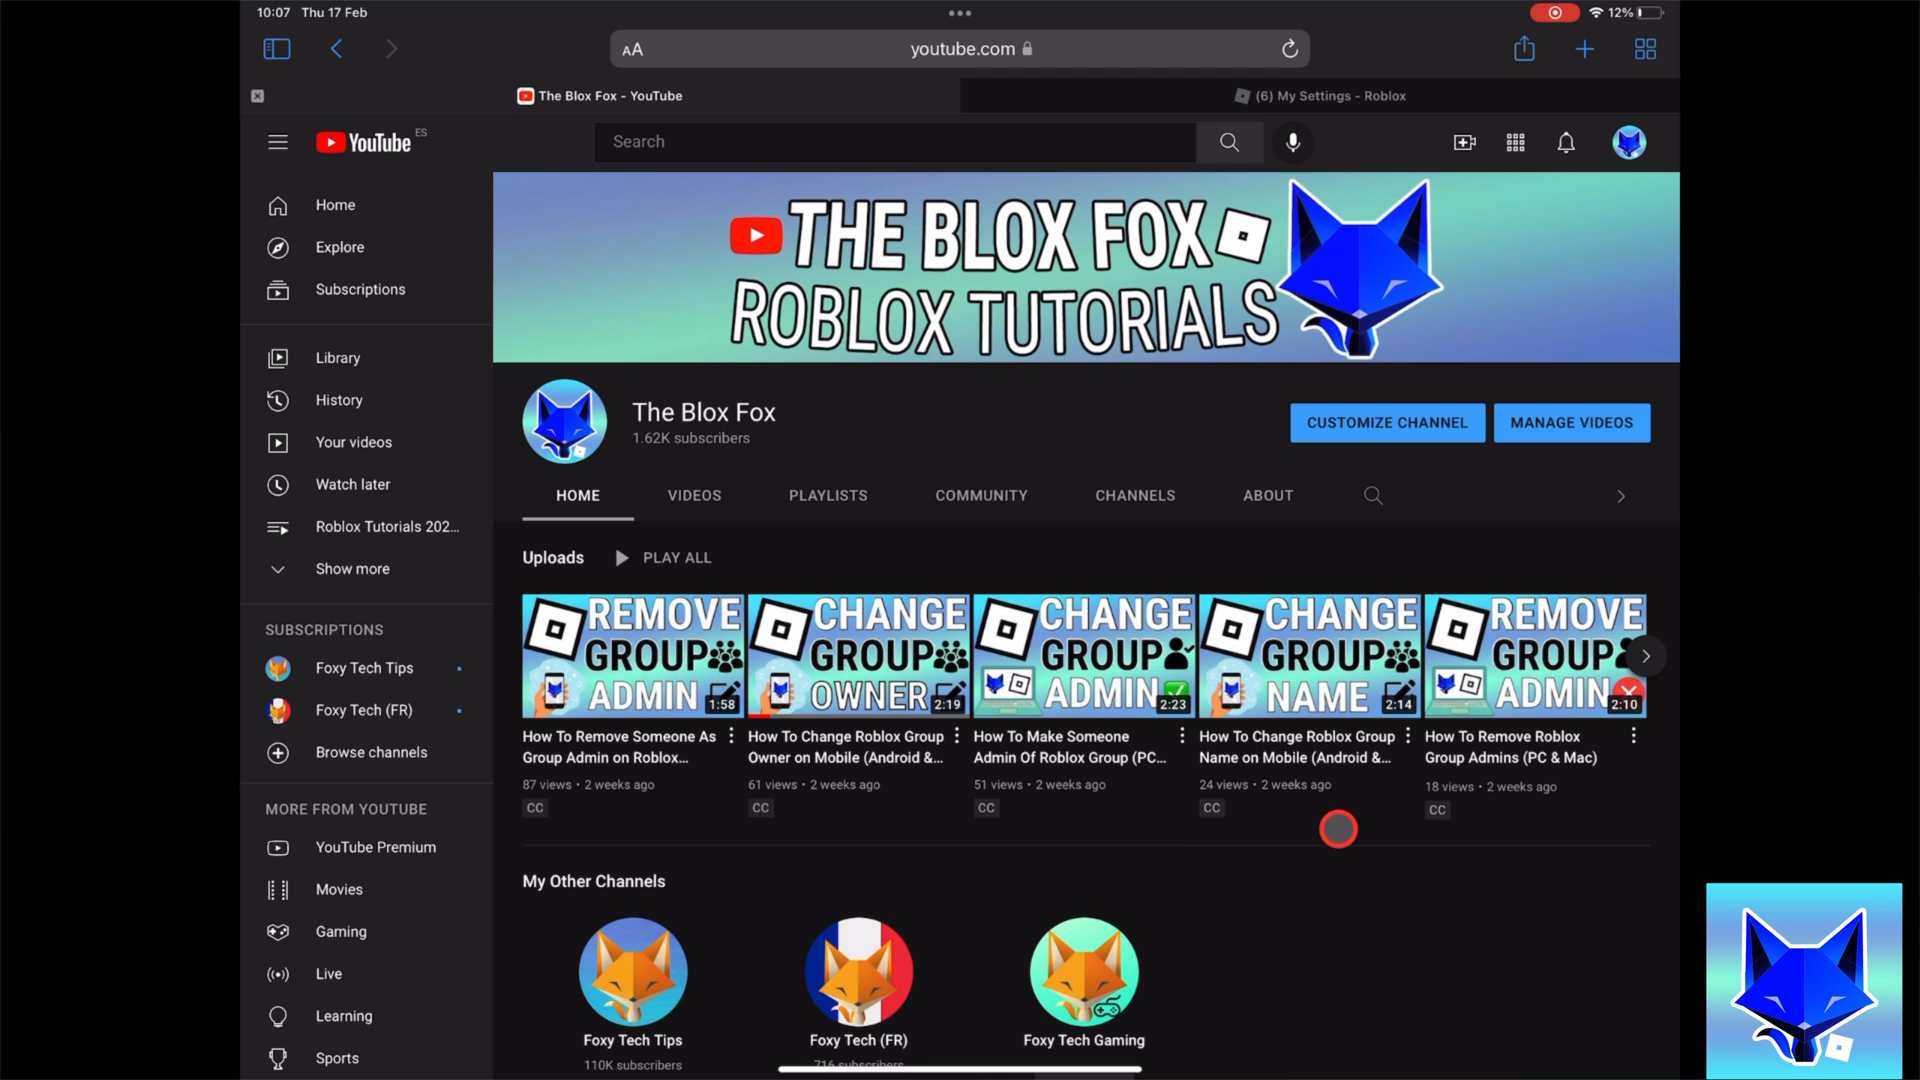 10:07 Thu 17 Feb
12%
AA
youtube.com
The Blox Fox - YouTube
(6) My Settings - Roblox
YouTube ES
Search
THE BLOX FOX
ROBLOX TUTORIALS
Home
Explore
Subscriptions
Library
History
Your videos
Watch later
Roblox Tutorials 202...
Show more
SUBSCRIPTIONS
Foxy Tech Tips
Foxy Tech (FR)
Browse channels
MORE FROM YOUTUBE
YouTube Premium
Movies
Gaming
Live
Learning
Sports
The Blox Fox
1.62K subscribers
CUSTOMIZE CHANNEL
MANAGE VIDEOS
HOME
VIDEOS
PLAYLISTS
COMMUNITY
CHANNELS
ABOUT
Uploads
PLAY ALL
REMOVE
GROUP
ADMIN
1:58
How To Remove Someone As
Group Admin on Roblox...
87 views • 2 weeks ago
CC
CHANGE
GROUP
OWNER
2:19
How To Change Roblox Group
Owner on Mobile (Android &...
61 views • 2 weeks ago
CC
CHANGE
GROUP
ADMIN
2:23
How To Make Someone
Admin Of Roblox Group (PC...
51 views • 2 weeks ago
CC
CHANGE
GROUP
NAME
2:14
How To Change Roblox Group
Name on Mobile (Android &...
24 views • 2 weeks ago
CC
REMOVE
GROUP
ADMIN
2:10
How To Remove Roblox
Group Admins (PC & Mac)
18 views • 2 weeks ago
CC
My Other Channels
Foxy Tech Tips
110K subscribers
Foxy Tech (FR)
716 subscribers
Foxy Tech Gaming